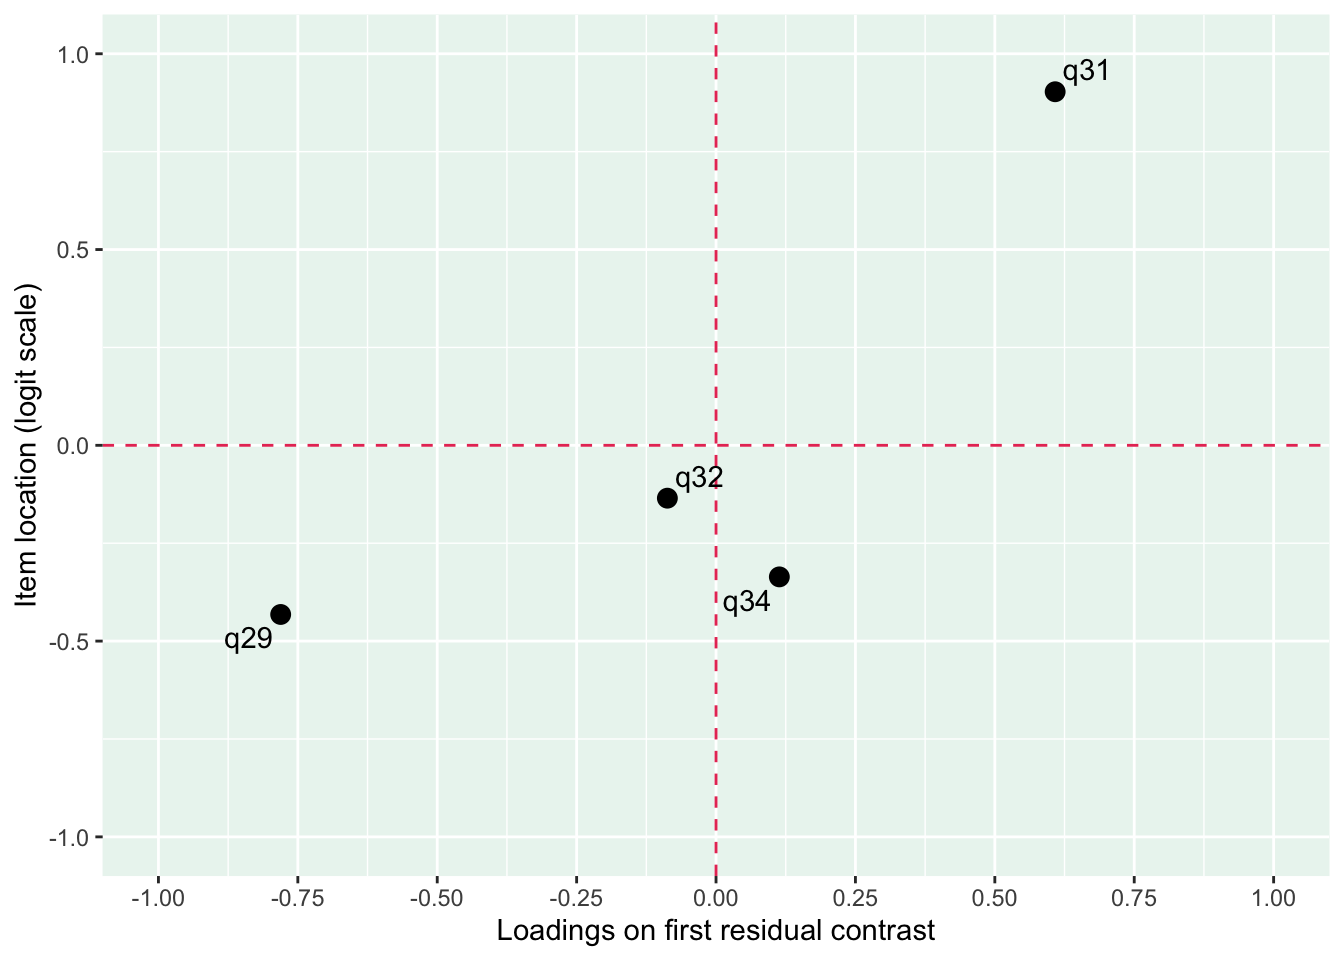 1.0
q31
0.5
Item location (logit scale)
0.0
q32
q34
q29
-0.5
-1.0
-1.00 -0.75 -0.50 -0.25 0.00 0.25 0.50 0.75 1.00
Loadings on first residual contrast